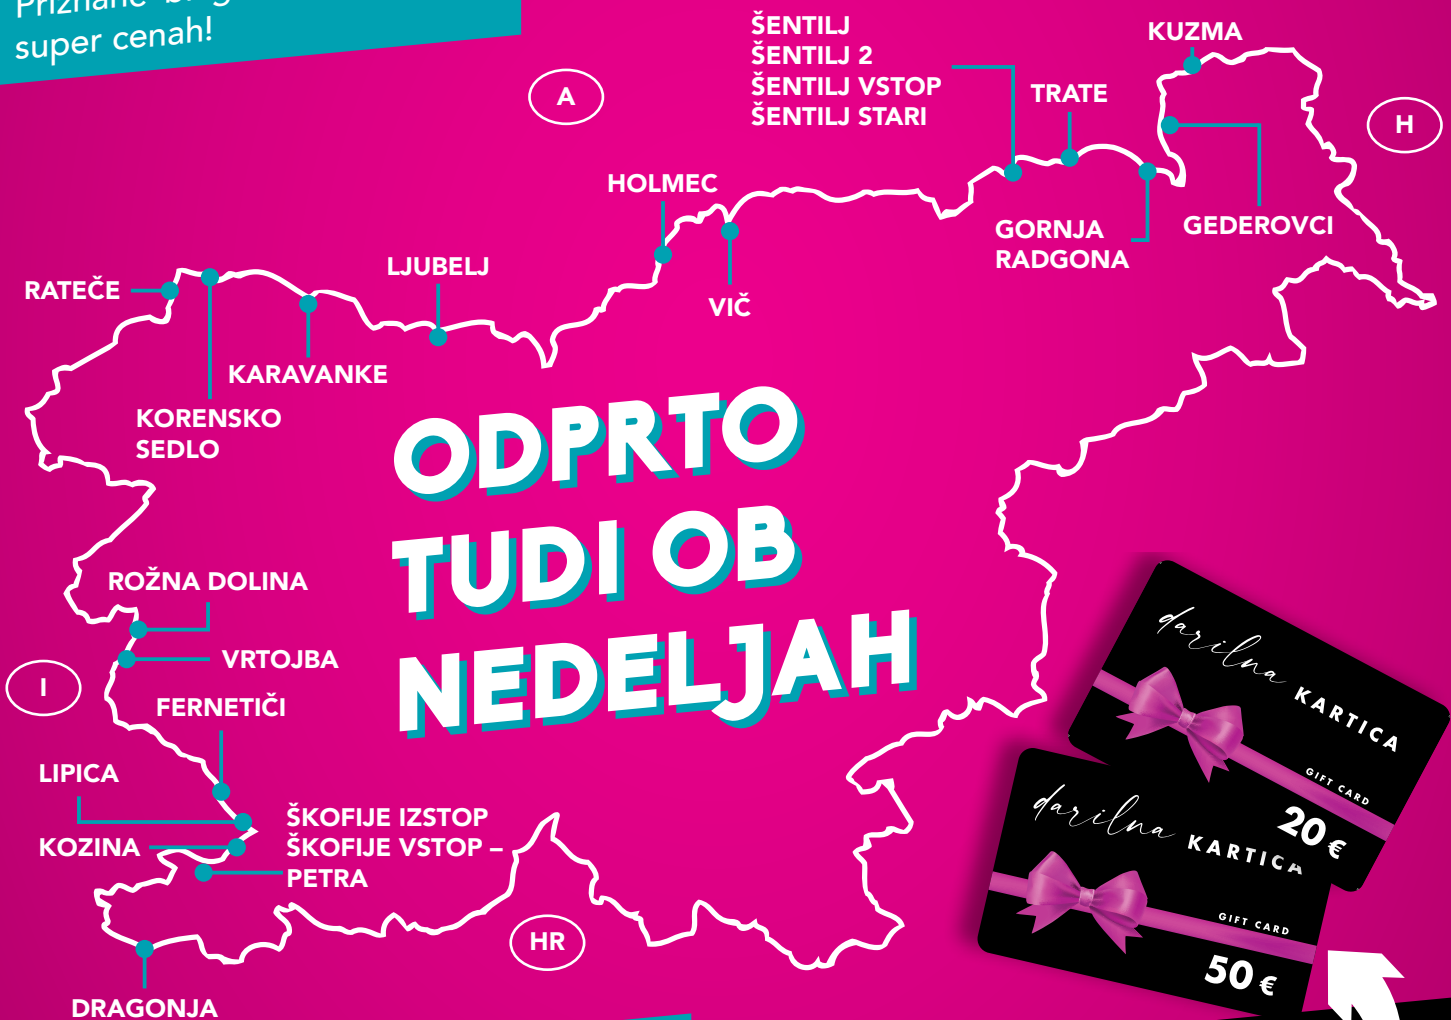 Priznane
super cenah!
A
ŠENTILJ
ŠENTILJ 2
ŠENTILJ VSTOP
ŠENTILJ STARI
TRATE
KUZMA
H
HOLMEC
VIČ
GORNJA
RADGONA
GEDEROVCI
RATEČE
LJUBELJ
KARAVANKE
KORENSKO
SEDLO
ODPRTO
TUDI OB
NEDELJAH
ROŽNA DOLINA
VRTOJBA
I
FERNETIČI
LIPICA
KOZINA
ŠKOFIJE IZSTOP
ŠKOFIJE VSTOP –
PETRA
HR
DRAGONJA
darilna KARTICA
GIFT CARD
20 €
darilna KARTICA
GIFT CARD
50 €